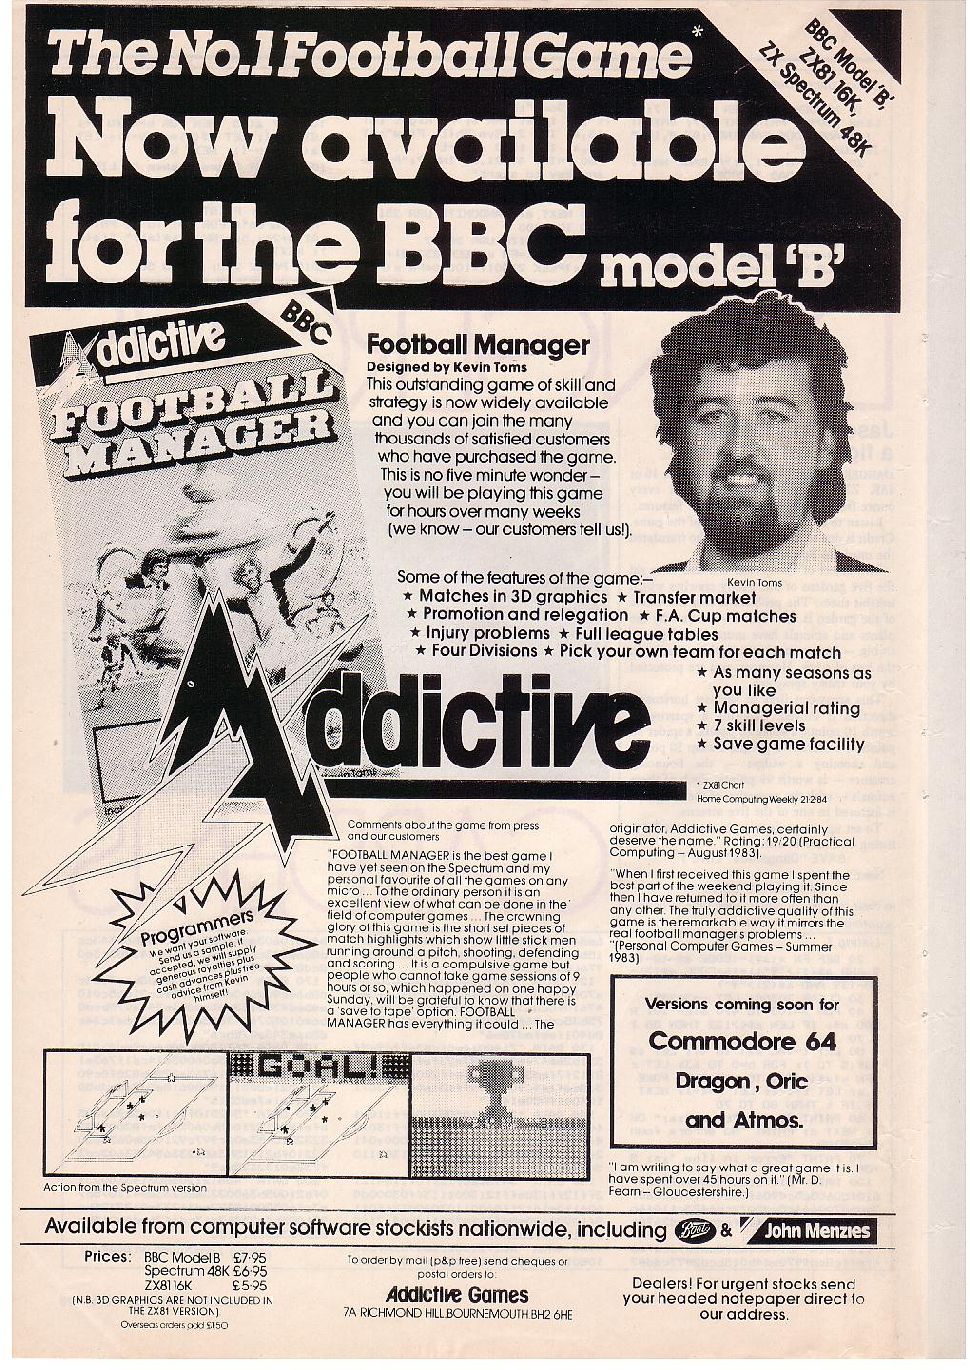 The No.1 Football Game*
Now available
for the BBC model 'B'
BBC Model 'B',
ZX81 16K,
ZX Spectrum 48K
Addictive
BBC
FOOTBALL
MANAGER
Football Manager
Designed by Kevin Toms
This outstanding game of skill and
strategy is now widely available
and you can join the many
thousands of satisfied customers
who have purchased the game.
This is no five minute wonder –
you will be playing this game
for hours over many weeks
(we know – our customers tell us!).
Kevin Toms
Some of the features of the game:–
★ Matches in 3D graphics ★ Transfer market
★ Promotion and relegation ★ F.A. Cup matches
★ Injury problems ★ Full league tables
★ Four Divisions ★ Pick your own team for each match
★ As many seasons as
you like
★ Managerial rating
★ 7 skill levels
★ Save game facility
Addictive
* ZX81 Chart
Home Computing Weekly 21·2·84
Comments about the game from press
and our customers
"FOOTBALL MANAGER is the best game I
have yet seen on the Spectrum and my
personal favourite of all the games on any
micro ... To the ordinary person it is an
excellent view of what can be done in the
field of computer games ... The crowning
glory of this game is the short set pieces of
match highlights which show little stick men
running around a pitch, shooting, defending
and scoring ... It is a compulsive game but
people who cannot take game sessions of 9
hours or so, which happened on one happy
Sunday, will be grateful to know that there is
a 'save to tape' option. FOOTBALL
MANAGER has everything it could ... The
originator, Addictive Games, certainly
deserve the name." Rating: 19/20 (Practical
Computing – August 1983).
"When I first received this game I spent the
best part of the weekend playing it. Since
then I have returned to it more often than
any other. The truly addictive quality of this
game is the remarkable way it mirrors the
real football managers problems ...
"(Personal Computer Games – Summer
1983)
Programmers
We want your software.
Send us a sample, if
accepted, we will supply
generous royalties plus
cash advances plus free
advice from Kevin
himself!
Versions coming soon for
Commodore 64
Dragon, Oric
and Atmos.
GOAL!
Action from the Spectrum version
"I am writing to say what a great game it is. I
have spent over 45 hours on it." (Mr. D.
Fearn – Gloucestershire.)
Available from computer software stockists nationwide, including Boots & John Menzies
Prices: BBC Model B £7·95
Spectrum 48K £6·95
ZX81 16K £5·95
(N.B. 3D GRAPHICS ARE NOT INCLUDED IN
THE ZX81 VERSION)
Overseas orders add £1·50
To order by mail (p&p free) send cheques or
postal orders to:
Addictive Games
7A RICHMOND HILL BOURNEMOUTH BH2 6HE
Dealers! For urgent stocks send
your headed notepaper direct to
our address.